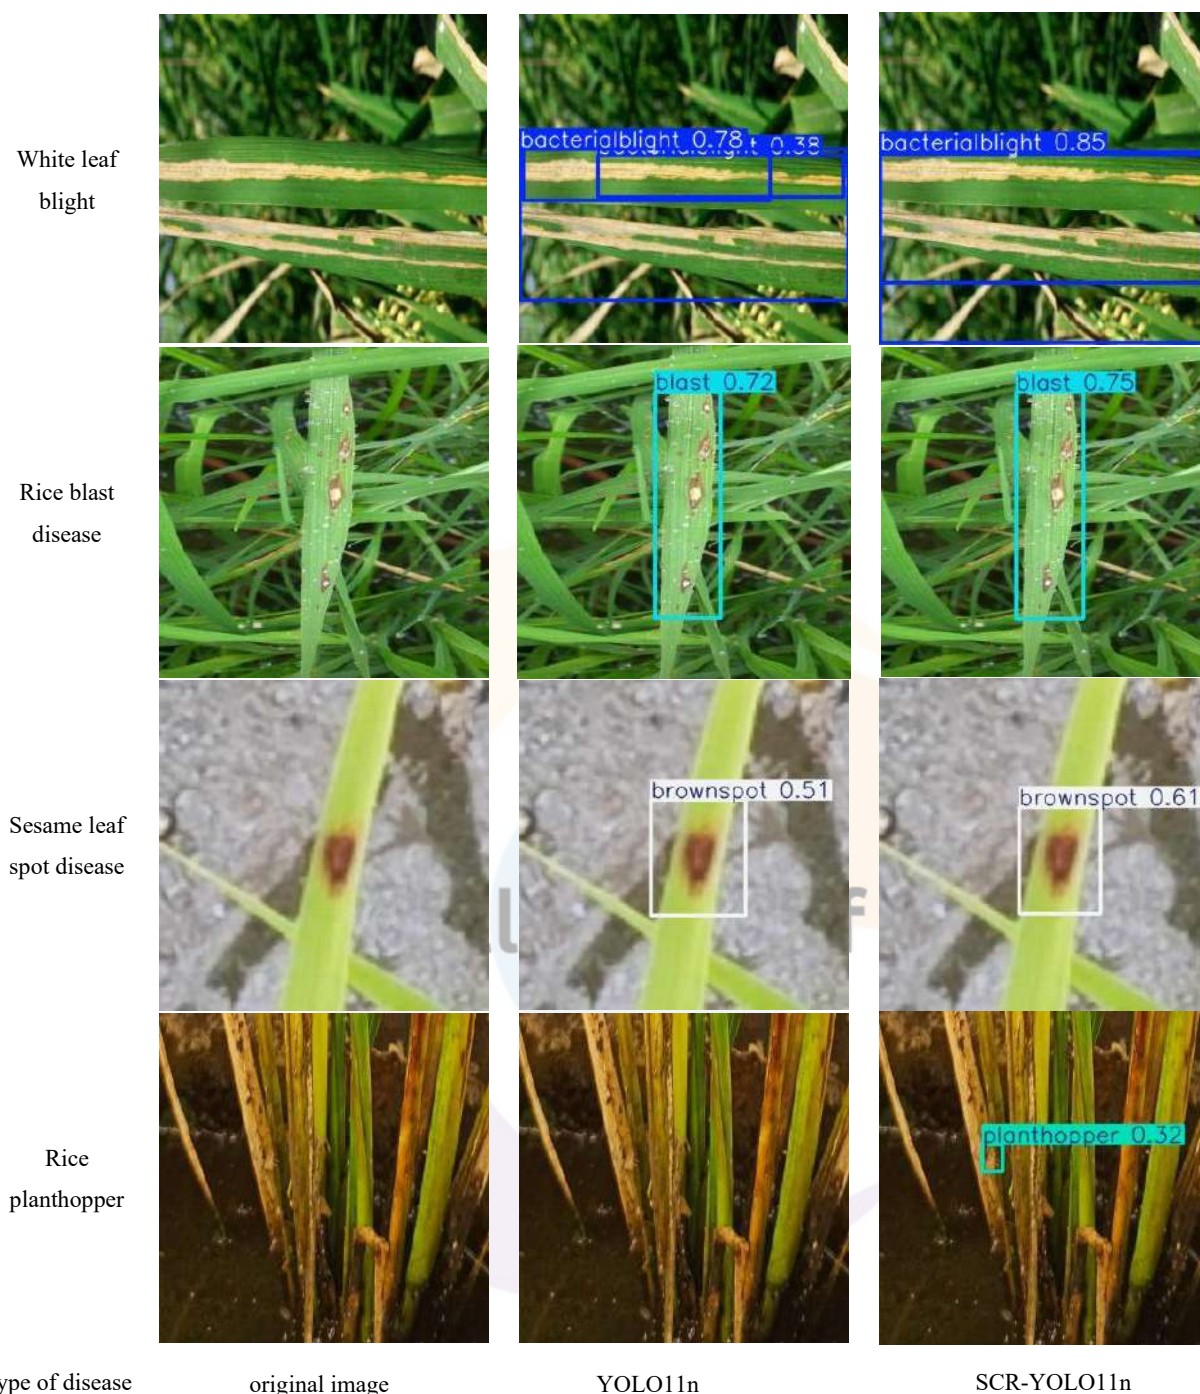 White leaf
blight
bacterialblight 0.78
bacterialblight 0.38
bacterialblight 0.85
Rice blast
disease
blast 0.72
blast 0.75
Sesame leaf
spot disease
brownspot 0.51
brownspot 0.61
Rice
planthopper
planthopper 0.32
ype of disease
original image
YOLO11n
SCR-YOLO11n